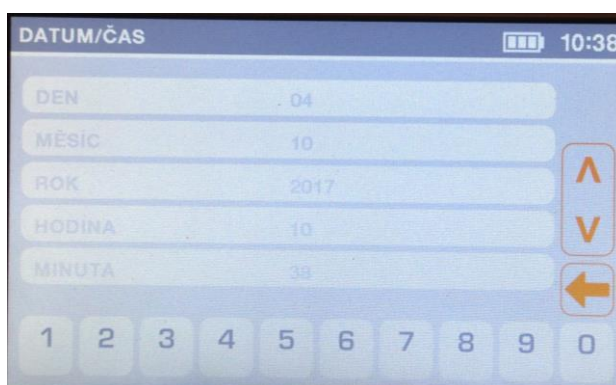 DATUM/ČAS 10:38
DEN 04
MĚSÍC 10
ROK 2017
HODINA 10
MINUTA 38
1 2 3 4 5 6 7 8 9 0